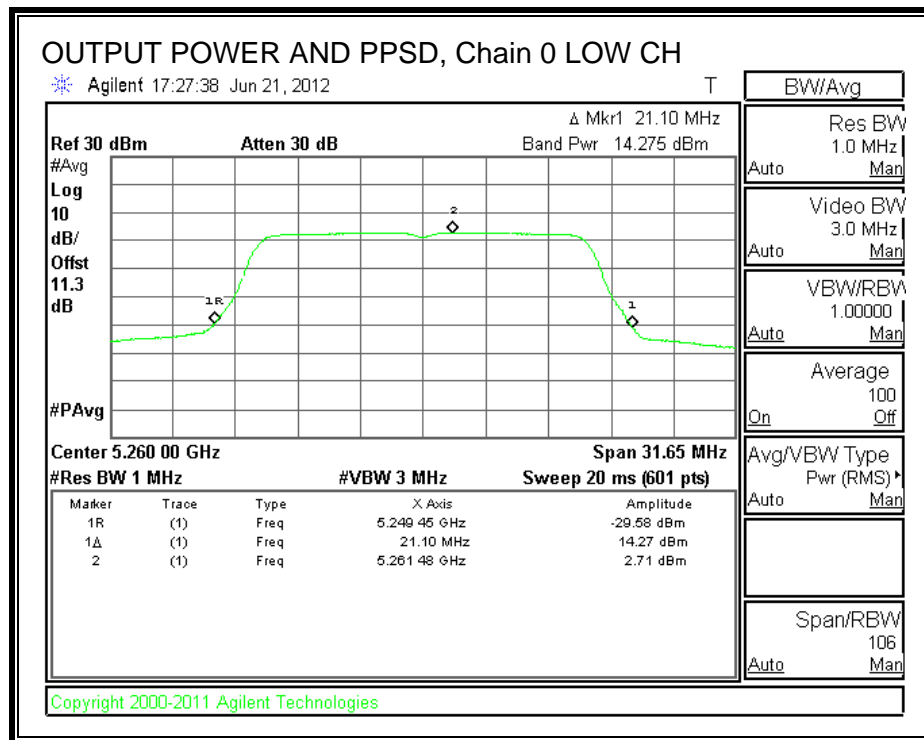 OUTPUT POWER AND PPSD, Chain 0 LOW CH
Agilent 17:27:38 Jun 21, 2012 T
Δ Mkr1 21.10 MHz
Ref 30 dBm Atten 30 dB Band Pwr 14.275 dBm
#Avg
Log
10
dB/
Offst
11.3
dB
#PAvg
2
1R
1
Center 5.260 00 GHz Span 31.65 MHz
#Res BW 1 MHz #VBW 3 MHz Sweep 20 ms (601 pts)
Marker Trace Type X Axis Amplitude
1R (1) Freq 5.249 45 GHz -29.58 dBm
1Δ (1) Freq 21.10 MHz 14.27 dBm
2 (1) Freq 5.261 48 GHz 2.71 dBm
BW/Avg
Res BW
1.0 MHz
Auto Man
Video BW
3.0 MHz
Auto Man
VBW/RBW
1.00000
Auto Man
Average
100
On Off
Avg/VBW Type
Pwr (RMS)
Auto Man
Span/RBW
106
Auto Man
Copyright 2000-2011 Agilent Technologies